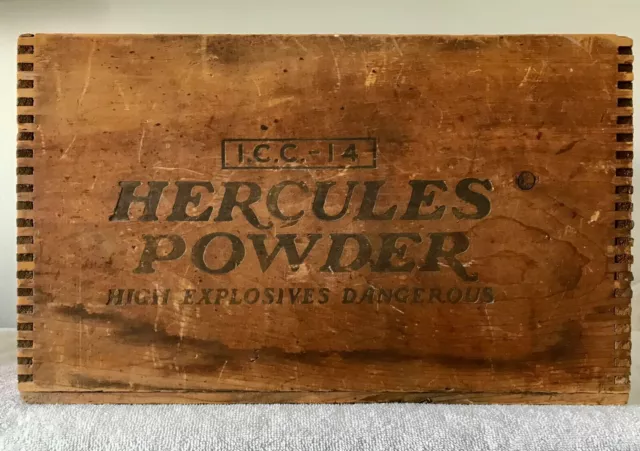 I.C.C.-14
HERCULES
POWDER
HIGH EXPLOSIVES DANGEROUS